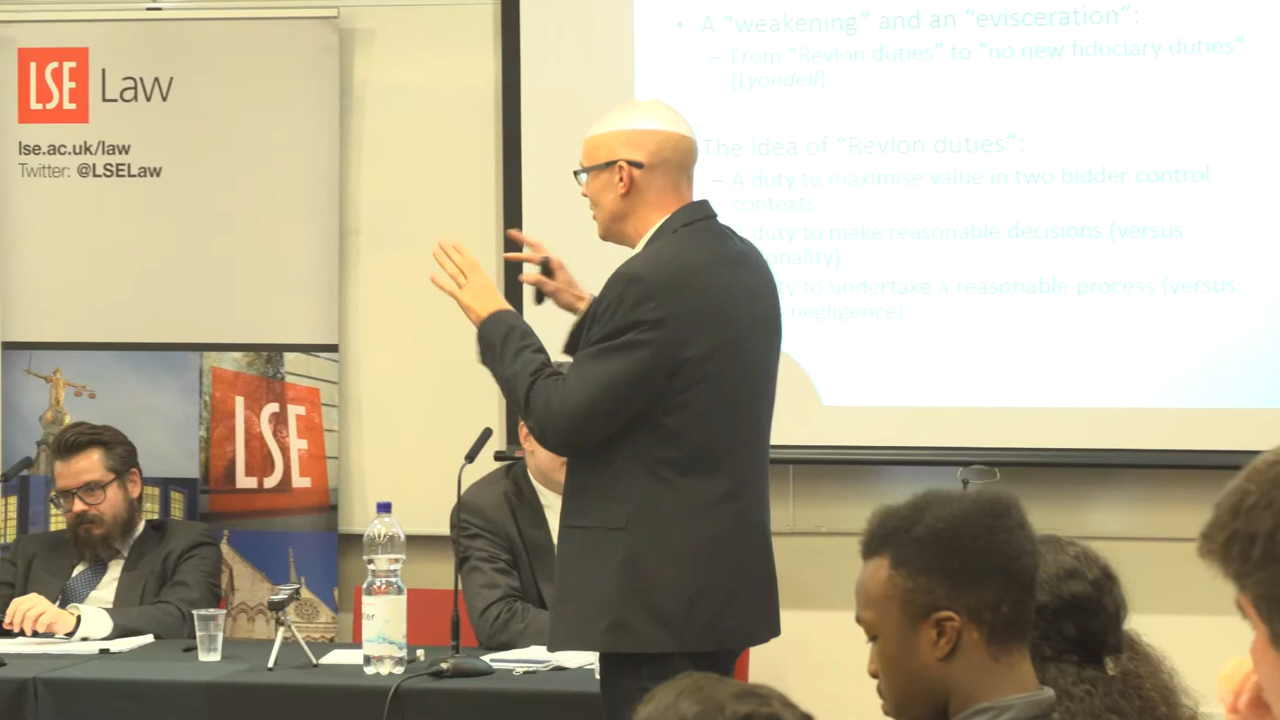 LSE Law
lse.ac.uk/law
Twitter: @LSELaw
LSE
• A “weakening” and an “evisceration”:
– From “Revlon duties” to “no new fiduciary duties”
(Lyondell)
The idea of “Revlon duties”:
– A duty to maximise value in two bidder control
contexts
duty to make reasonable decisions (versus
onality)
ty to undertake a reasonable process (versus
negligence)